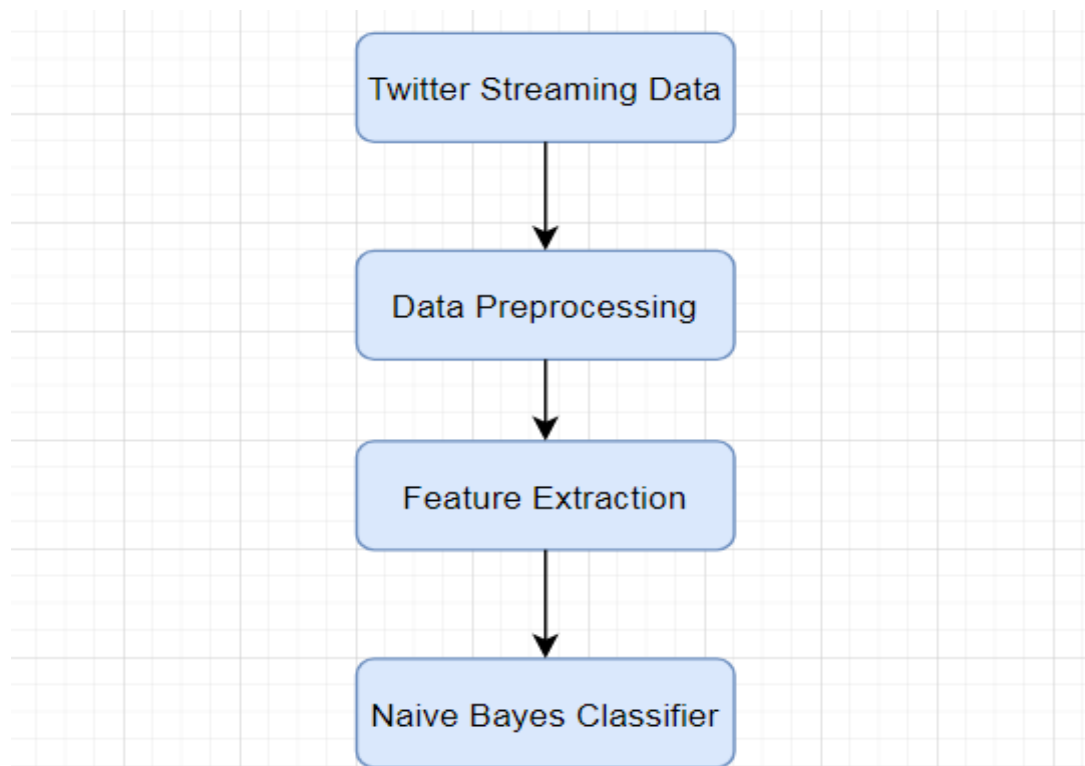 Twitter Streaming Data
Data Preprocessing
Feature Extraction
Naive Bayes Classifier